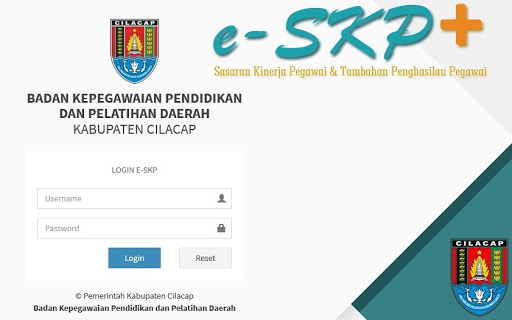 CILACAP
e-SKP+
Sasaran Kinerja Pegawai & Tambahan Penghasilan Pegawai
BADAN KEPEGAWAIAN PENDIDIKAN
DAN PELATIHAN DAERAH
KABUPATEN CILACAP
LOGIN E-SKP
Username
Password
Login
Reset
© Pemerintah Kabupaten Cilacap
Badan Kepegawaian Pendidikan dan Pelatihan Daerah
CILACAP